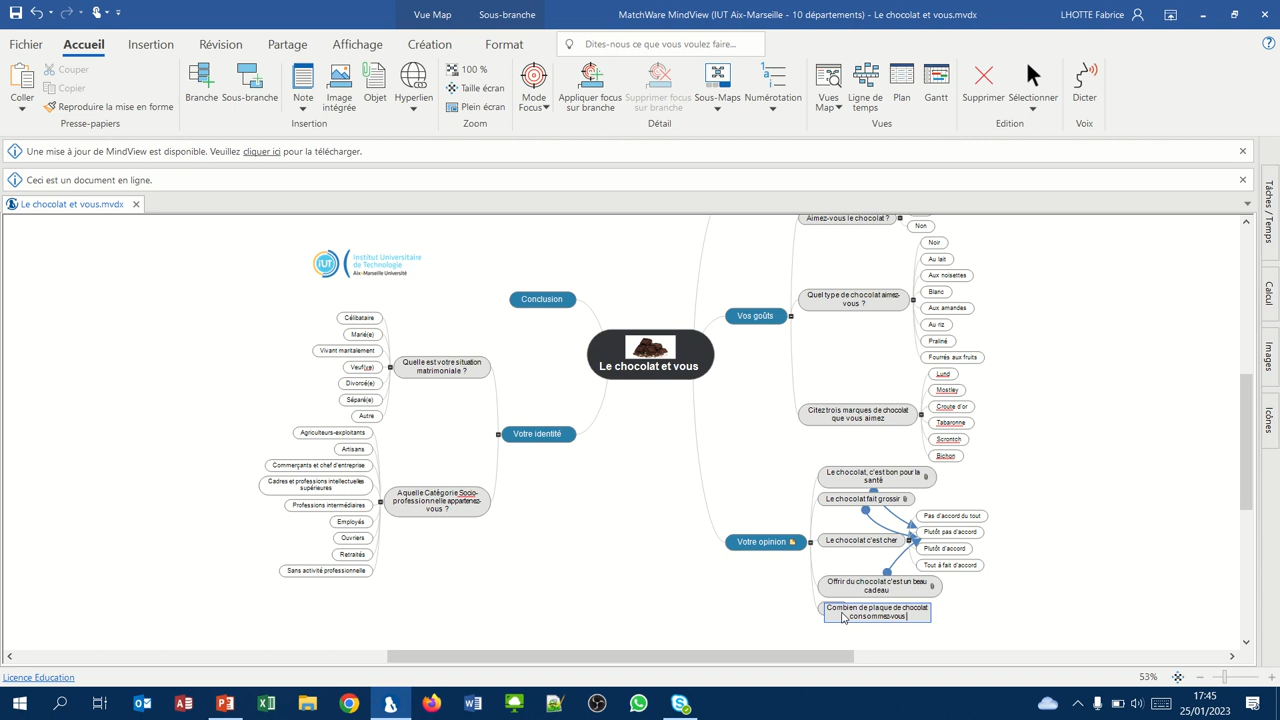 Vue Map
Sous-branche
MatchWare MindView (IUT Aix-Marseille - 10 départements) - Le chocolat et vous.mvdx
LHOTTE Fabrice
Fichier
Accueil
Insertion
Révision
Partage
Affichage
Création
Format
Dites-nous ce que vous voulez faire...
Coller
Couper
Copier
Reproduire la mise en forme
Presse-papiers
Branche
Sous-branche
Note
Image
intégrée
Objet
Hyperlien
Insertion
100 %
Taille écran
Plein écran
Zoom
Mode
Focus
Appliquer focus
sur branche
Supprimer focus
sur branche
Sous-Maps
Numérotation
Détail
Vues
Map
Ligne de
temps
Plan
Gantt
Vues
Supprimer
Sélectionner
Edition
Dicter
Voix
Une mise à jour de MindView est disponible. Veuillez cliquer ici pour la télécharger.
Ceci est un document en ligne.
Le chocolat et vous.mvdx
Tâches / Temps
Calcul
Images
Icônes
IUT
Institut Universitaire
de Technologie
Aix-Marseille Université
Conclusion
Le chocolat et vous
Célibataire
Marié(e)
Vivant maritalement
Veuf(ve)
Divorcé(e)
Séparé(e)
Autre
Quelle est votre situation
matrimoniale ?
Votre identité
Agriculteurs-exploitants
Artisans
Commerçants et chef d'entreprise
Cadres et professions intellectuelles
supérieures
Professions intermédiaires
Employés
Ouvriers
Retraités
Sans activité professionnelle
A quelle Catégorie Socio-
professionnelle appartenez-
vous ?
Vos goûts
Aimez-vous le chocolat ?
Non
Quel type de chocolat aimez-
vous ?
Noir
Au lait
Aux noisettes
Blanc
Aux amandes
Au riz
Praliné
Fourrés aux fruits
Citez trois marques de chocolat
que vous aimez
Lund
Mostley
Croute d'or
Tabaronne
Scrontch
Bichon
Votre opinion
Le chocolat, c'est bon pour la
santé
Le chocolat fait grossir
Le chocolat c'est cher
Pas d'accord du tout
Plutôt pas d'accord
Plutôt d'accord
Tout à fait d'accord
Offrir du chocolat c'est un beau
cadeau
Combien de plaque de chocolat
consommez-vous
Licence Education
53%
17:45
25/01/2023